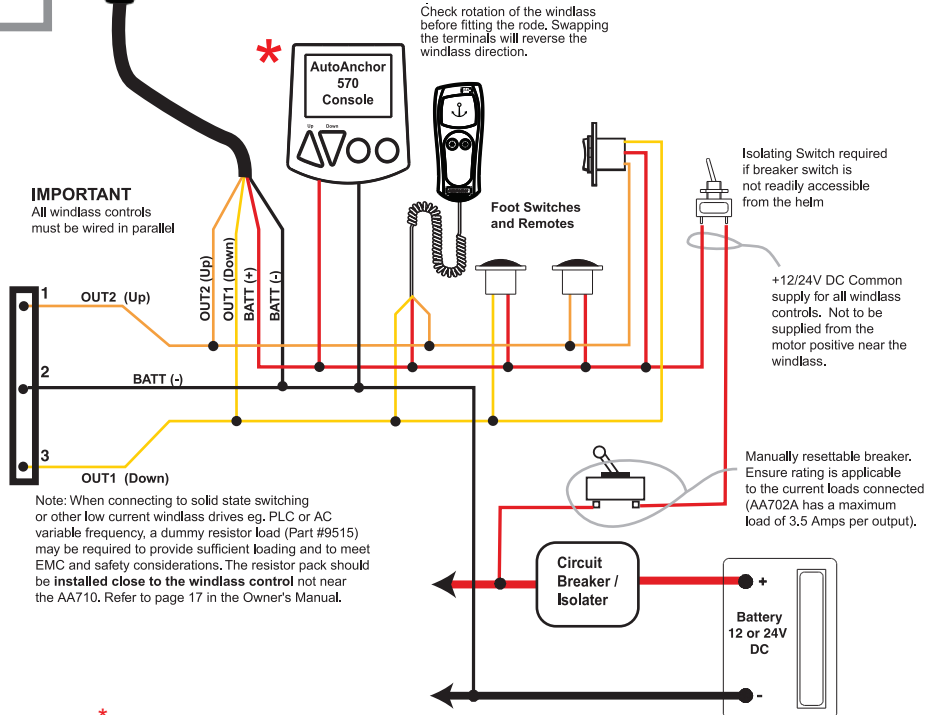 Check rotation of the windlass
before fitting the rode. Swapping
the terminals will reverse the
windlass direction.
*
AutoAnchor
570
Console
Up Down
Isolating Switch required
if breaker switch is
not readily accessible
from the helm
IMPORTANT
All windlass controls
must be wired in parallel
Foot Switches
and Remotes
OUT2 (Up)
OUT1 (Down)
BATT (+)
BATT (-)
+12/24V DC Common
supply for all windlass
controls. Not to be
supplied from the
motor positive near the
windlass.
1
OUT2 (Up)
2
BATT (-)
3
OUT1 (Down)
Manually resettable breaker.
Ensure rating is applicable
to the current loads connected
(AA702A has a maximum
load of 3.5 Amps per output).
Note: When connecting to solid state switching
or other low current windlass drives eg. PLC or AC
variable frequency, a dummy resistor load (Part #9515)
may be required to provide sufficient loading and to meet
EMC and safety considerations. The resistor pack should
be installed close to the windlass control not near
the AA710. Refer to page 17 in the Owner's Manual.
Circuit
Breaker /
Isolater
+
Battery
12 or 24V
DC
-
*